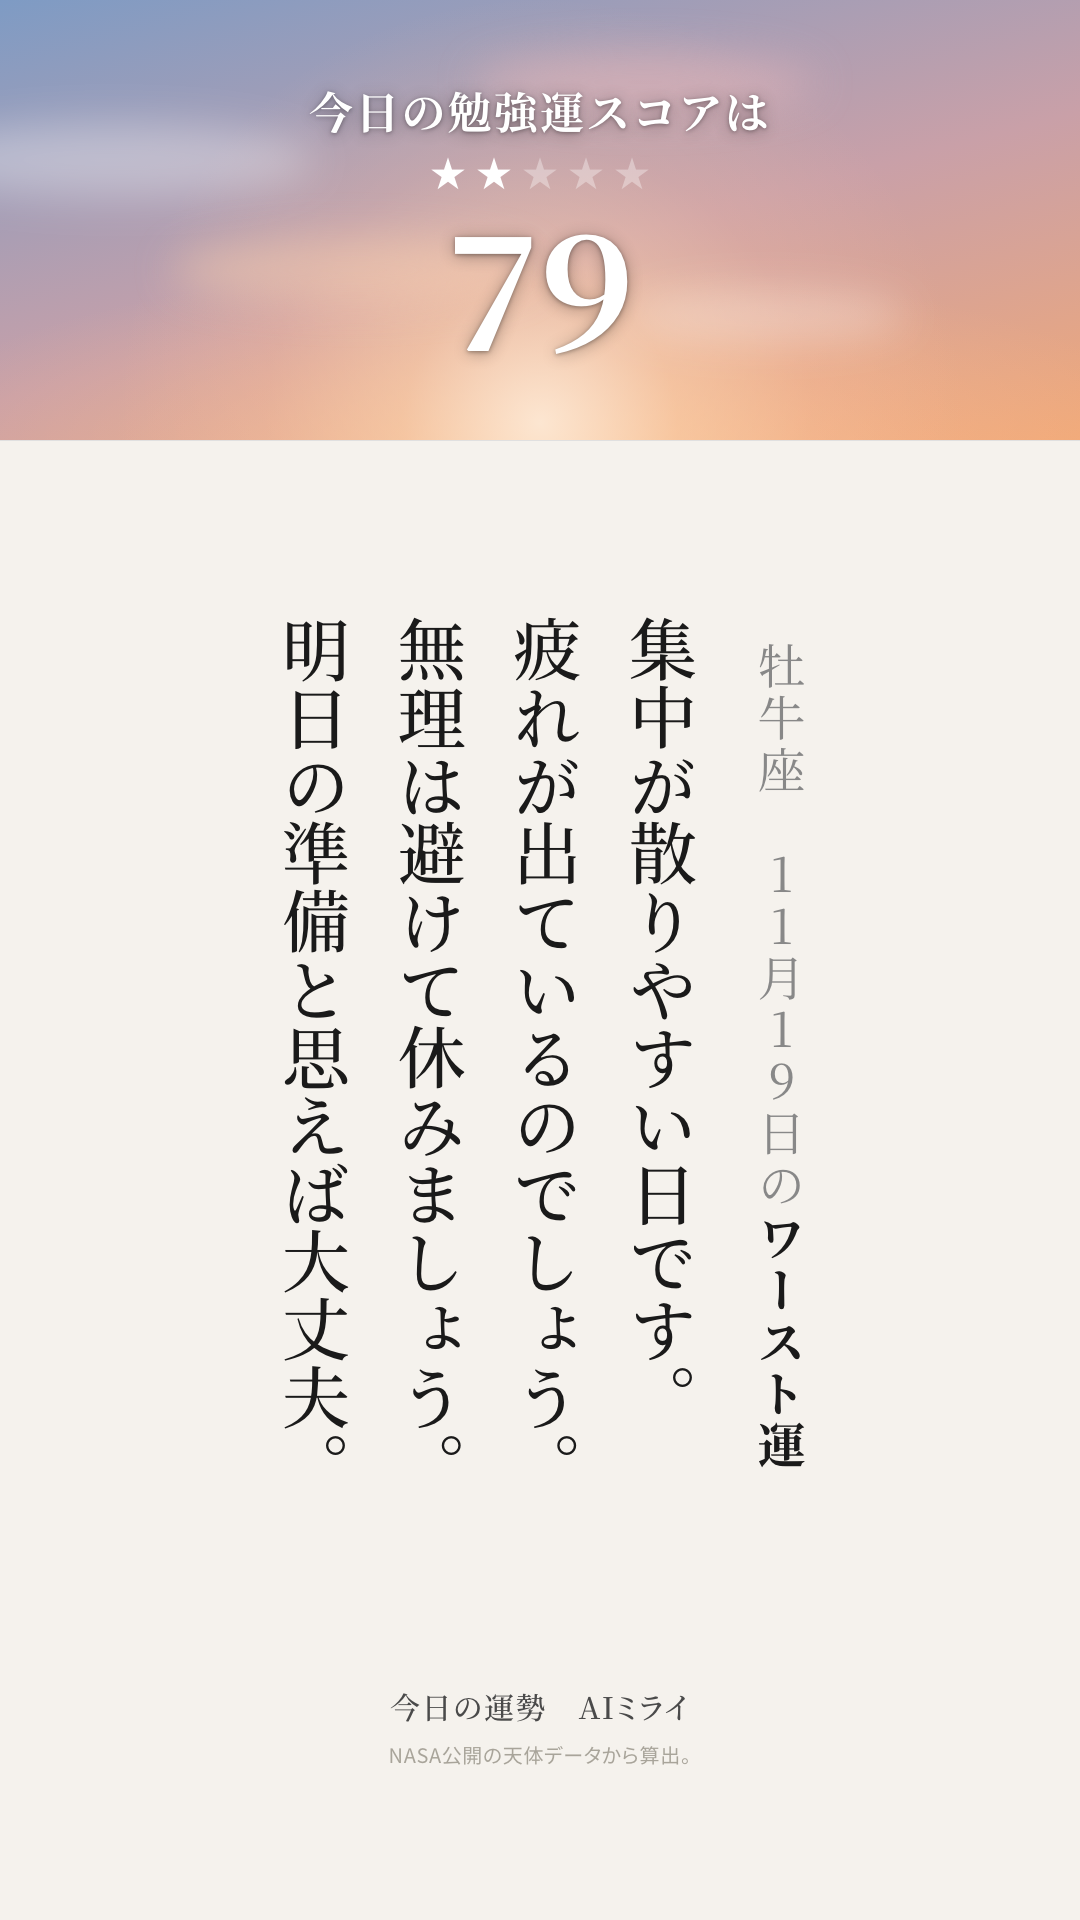 今日の勉強運スコアは
★★★★★
79
牡牛座　11月19日のワースト運
集中が散りやすい日です。
疲れが出ているのでしょう。
無理は避けて休みましょう。
明日の準備と思えば大丈夫。
今日の運勢　AIミライ
NASA公開の天体データから算出。